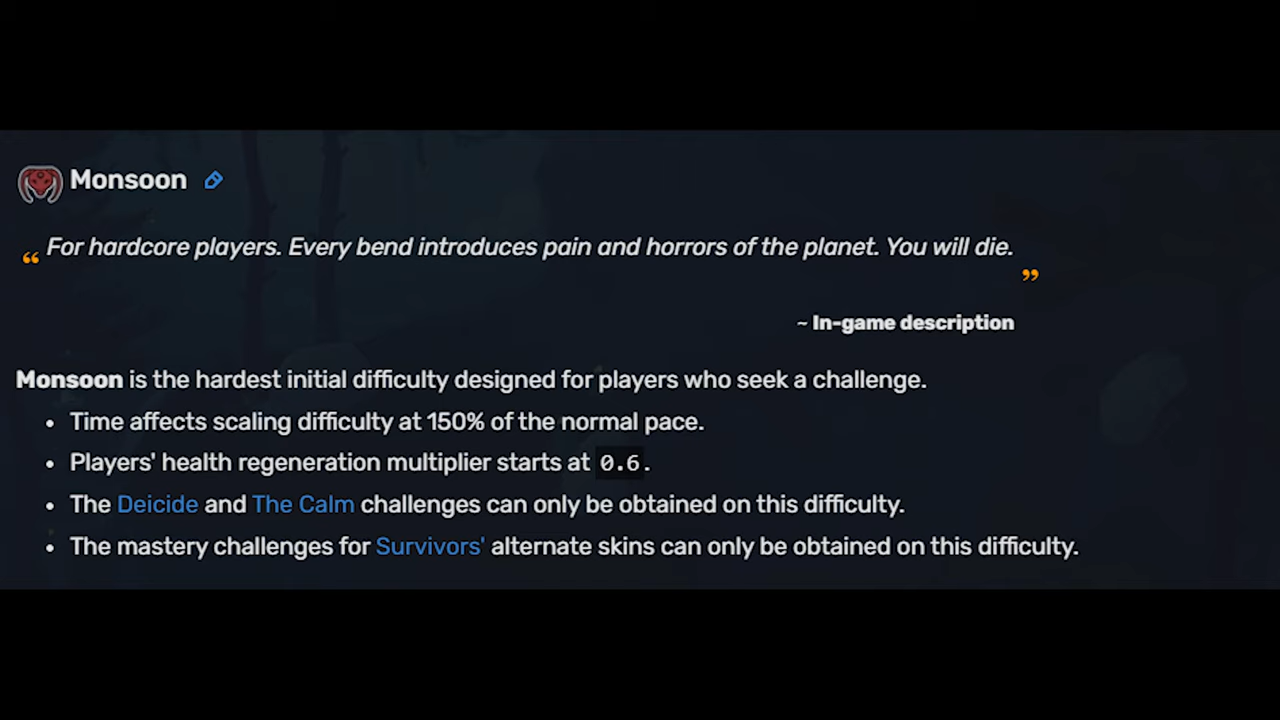 Monsoon
“ For hardcore players. Every bend introduces pain and horrors of the planet. You will die. ”
~ In-game description
Monsoon is the hardest initial difficulty designed for players who seek a challenge.
• Time affects scaling difficulty at 150% of the normal pace.
• Players' health regeneration multiplier starts at 0.6.
• The Deicide and The Calm challenges can only be obtained on this difficulty.
• The mastery challenges for Survivors' alternate skins can only be obtained on this difficulty.